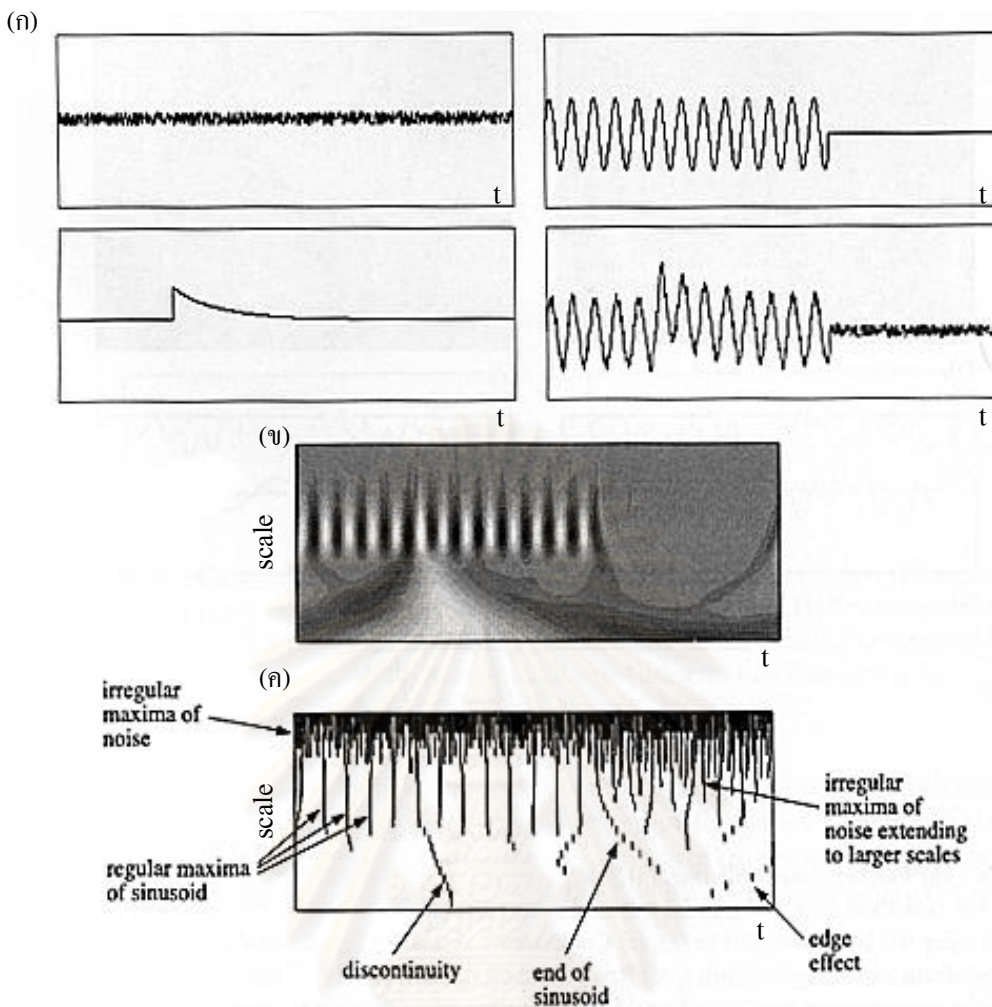 (ก)
t
t
t
t
(ข)
scale
t
(ค)
irregular
maxima of
noise
scale
regular maxima
of sinusoid
irregular
maxima of
noise extending
to larger scales
t
discontinuity
end of
sinusoid
edge
effect